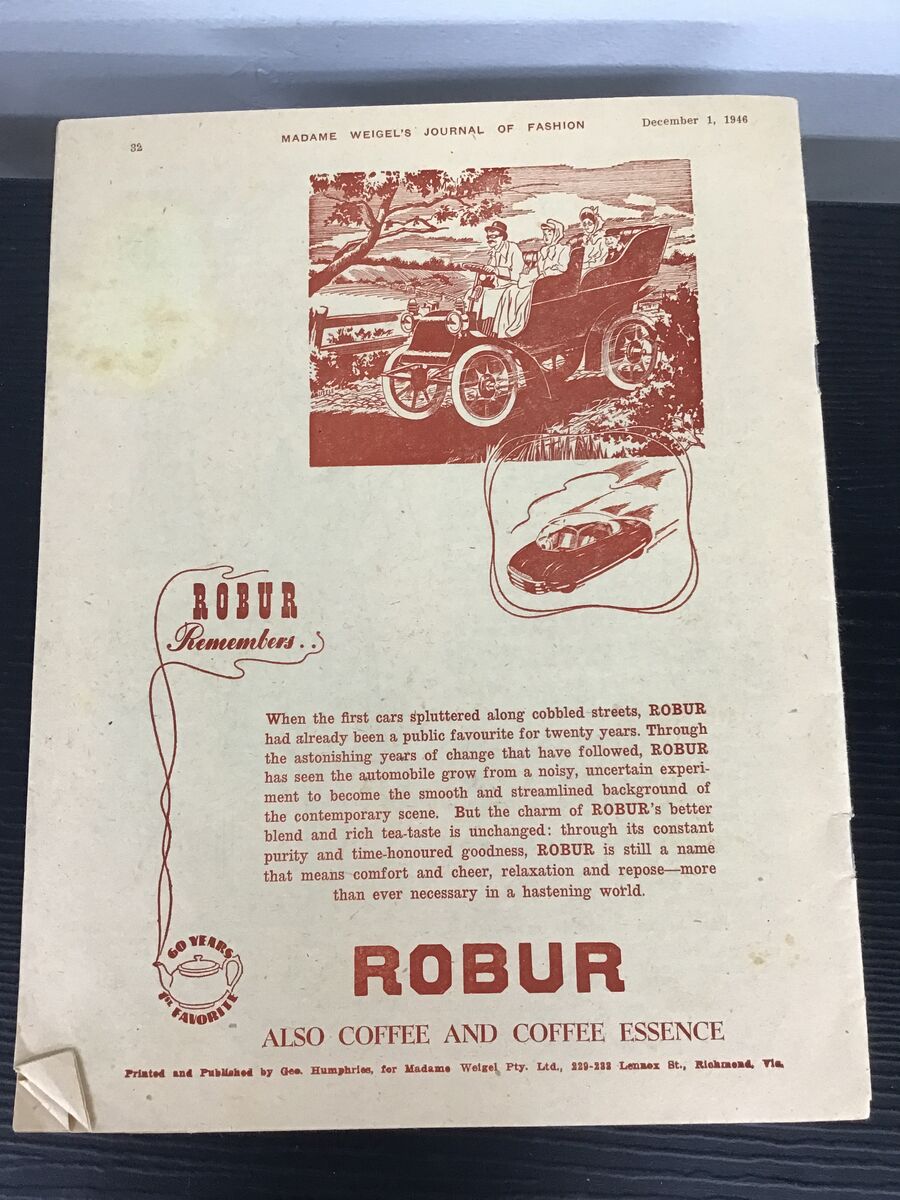 32
MADAME WEIGEL'S JOURNAL OF FASHION
December 1, 1946
ROBUR
Remembers..
When the first cars spluttered along cobbled streets, ROBUR
had already been a public favourite for twenty years. Through
the astonishing years of change that have followed, ROBUR
has seen the automobile grow from a noisy, uncertain experi-
ment to become the smooth and streamlined background of
the contemporary scene. But the charm of ROBUR's better
blend and rich tea-taste is unchanged: through its constant
purity and time-honoured goodness, ROBUR is still a name
that means comfort and cheer, relaxation and repose—more
than ever necessary in a hastening world.
60 YEARS
FAVORITE
ROBUR
ALSO COFFEE AND COFFEE ESSENCE
Printed and Published by Geo. Humphries, for Madame Weigel Pty. Ltd., Lennox St., Richmond, Vic.